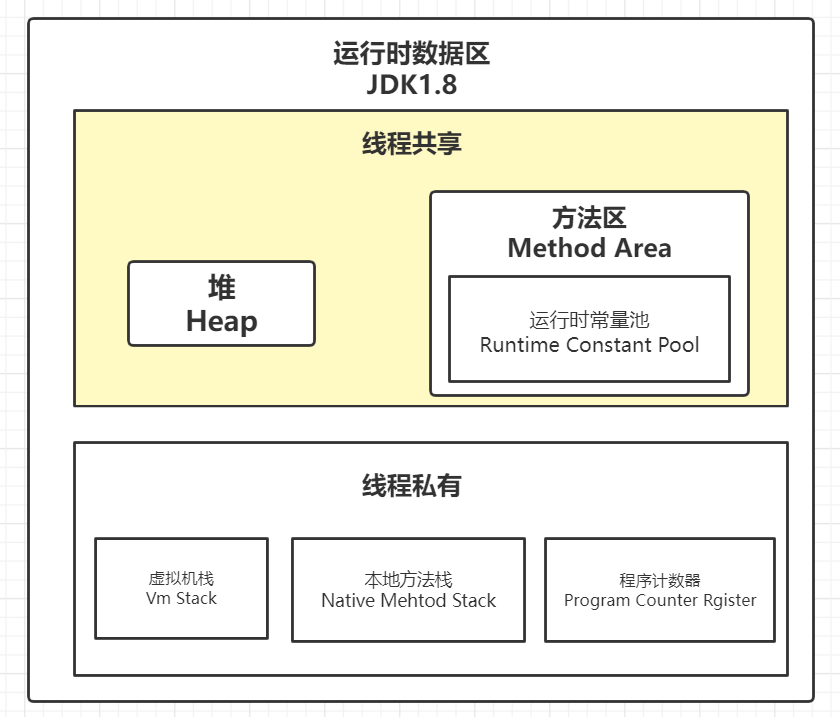 运行时数据区
JDK1.8
线程共享
堆
Heap
方法区
Method Area
运行时常量池
Runtime Constant Pool
线程私有
虚拟机栈
Vm Stack
本地方法栈
Native Mehtod Stack
程序计数器
Program Counter Rgister